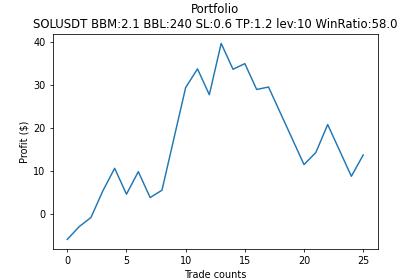 Portfolio
SOLUSDT BBM:2.1 BBL:240 SL:0.6 TP:1.2 lev:10 WinRatio:58.0
40
30
20
10
0
Profit ($)
0 5 10 15 20 25
Trade counts